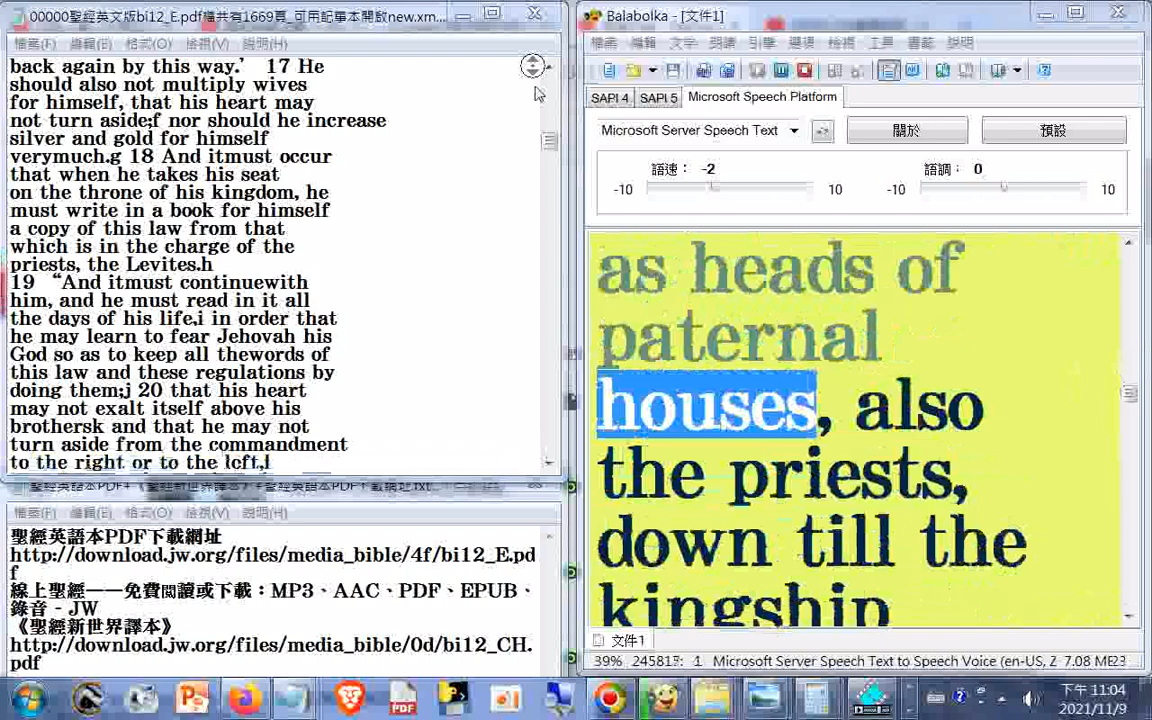 00000聖經英文版bi12_E.pdf檔共有1669頁_可用記事本開啟new.xm...
檔案(F) 編輯(E) 格式(O) 檢視(V) 說明(H)
back again by this way.’ 17 He
should also not multiply wives
for himself, that his heart may
not turn aside;f nor should he increase
silver and gold for himself
verymuch.g 18 And itmust occur
that when he takes his seat
on the throne of his kingdom, he
must write in a book for himself
a copy of this law from that
which is in the charge of the
priests, the Levites.h
19 “And itmust continuewith
him, and he must read in it all
the days of his life,i in order that
he may learn to fear Jehovah his
God so as to keep all thewords of
this law and these regulations by
doing them;j 20 that his heart
may not exalt itself above his
brothersk and that he may not
turn aside from the commandment
to the right or to the left,l
檔案(F) 編輯(E) 格式(O) 檢視(V) 說明(H)
聖經英語本PDF下載網址
http://download.jw.org/files/media_bible/4f/bi12_E.pd
f
線上聖經——免費閱讀或下載：MP3、AAC、PDF、EPUB、
錄音 - JW
《聖經新世界譯本》
http://download.jw.org/files/media_bible/0d/bi12_CH.
pdf
Balabolka - [文件1]
檔案 編輯 文字 朗讀 引擎 選項 檢視 工具 書籤 說明
SAPI 4 SAPI 5 Microsoft Speech Platform
Microsoft Server Speech Text 關於 預設
語速： -2 語調： 0
-10 10 -10 10
as heads of
paternal
houses, also
the priests,
down till the
kingship
文件1
39% 245817: 1 Microsoft Server Speech Text to Speech Voice (en-US, Z 7.08 ME23
下午 11:04
2021/11/9